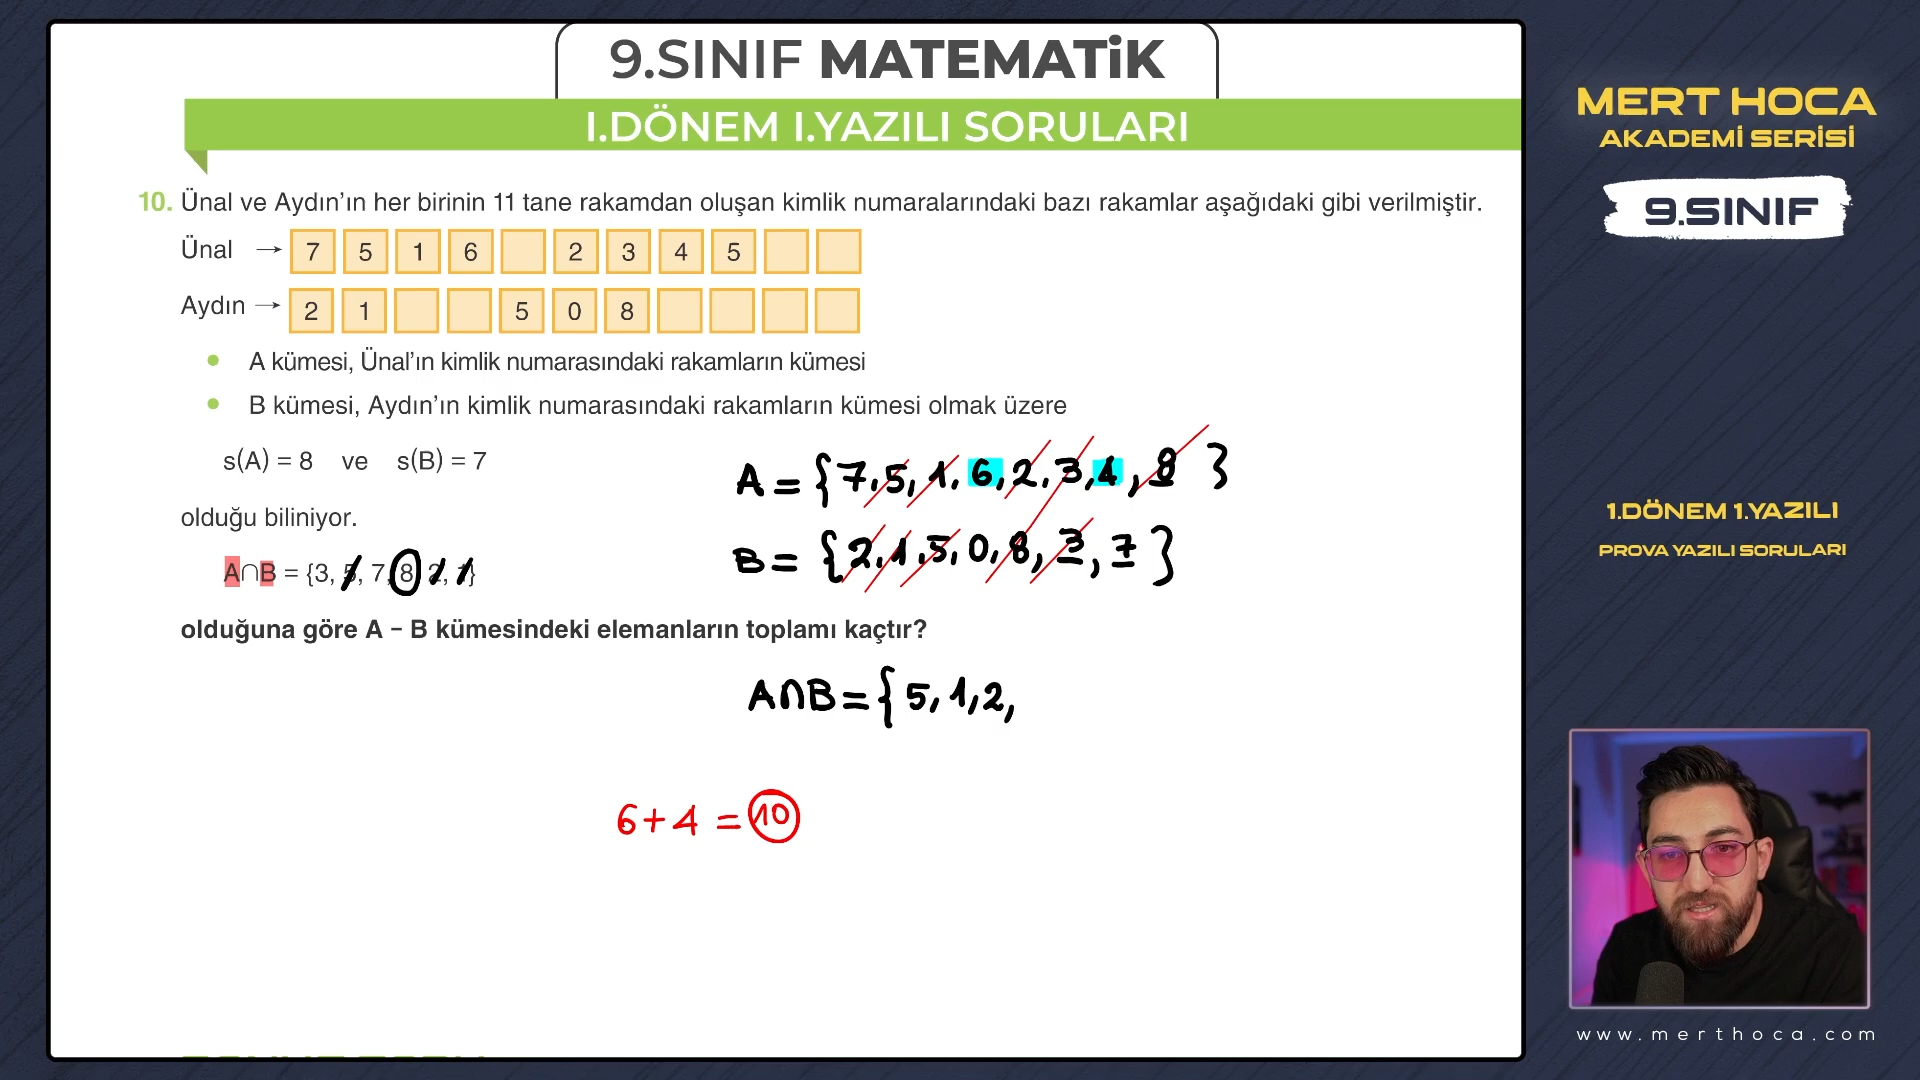 9.SINIF MATEMATİK
I.DÖNEM I.YAZILI SORULARI
10. Ünal ve Aydın’ın her birinin 11 tane rakamdan oluşan kimlik numaralarındaki bazı rakamlar aşağıdaki gibi verilmiştir.
Ünal → 7 5 1 6 2 3 4 5
Aydın → 2 1 5 0 8
• A kümesi, Ünal’ın kimlik numarasındaki rakamların kümesi
• B kümesi, Aydın’ın kimlik numarasındaki rakamların kümesi olmak üzere
s(A) = 8 ve s(B) = 7
olduğu biliniyor.
A∩B = {3, 5, 7, 8, 2, 1}
olduğuna göre A – B kümesindeki elemanların toplamı kaçtır?
A = {7, 5, 1, 6, 2, 3, 4, 8 }
B = {2, 1, 5, 0, 8, 3, 7 }
A∩B = { 5, 1, 2,
6 + 4 = 10
MERT HOCA
AKADEMİ SERİSİ
9.SINIF
1.DÖNEM 1.YAZILI
PROVA YAZILI SORULARI
www.merthoca.com